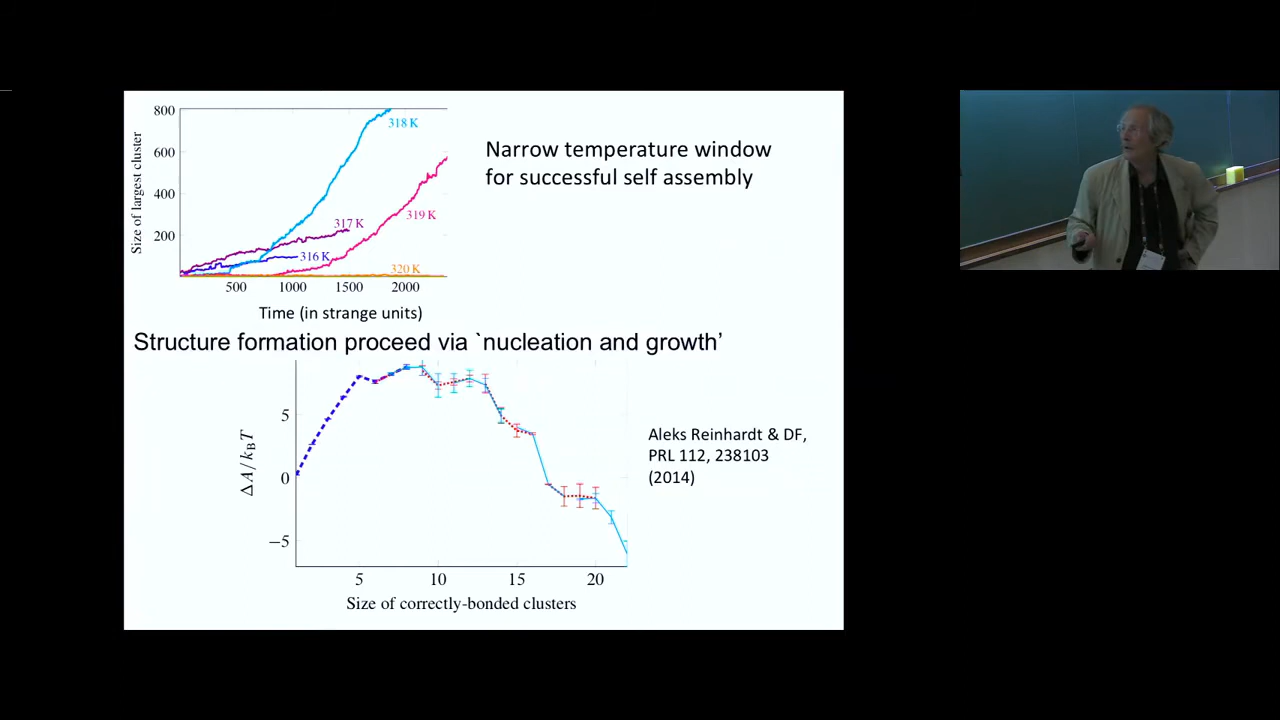 800
600
400
200
Size of largest cluster
318 K
319 K
317 K
316 K
320 K
500 1000 1500 2000
Time (in strange units)
Narrow temperature window
for successful self assembly
Structure formation proceed via `nucleation and growth’
5
0
−5
ΔA/k_BT
5 10 15 20
Size of correctly-bonded clusters
Aleks Reinhardt & DF,
PRL 112, 238103
(2014)